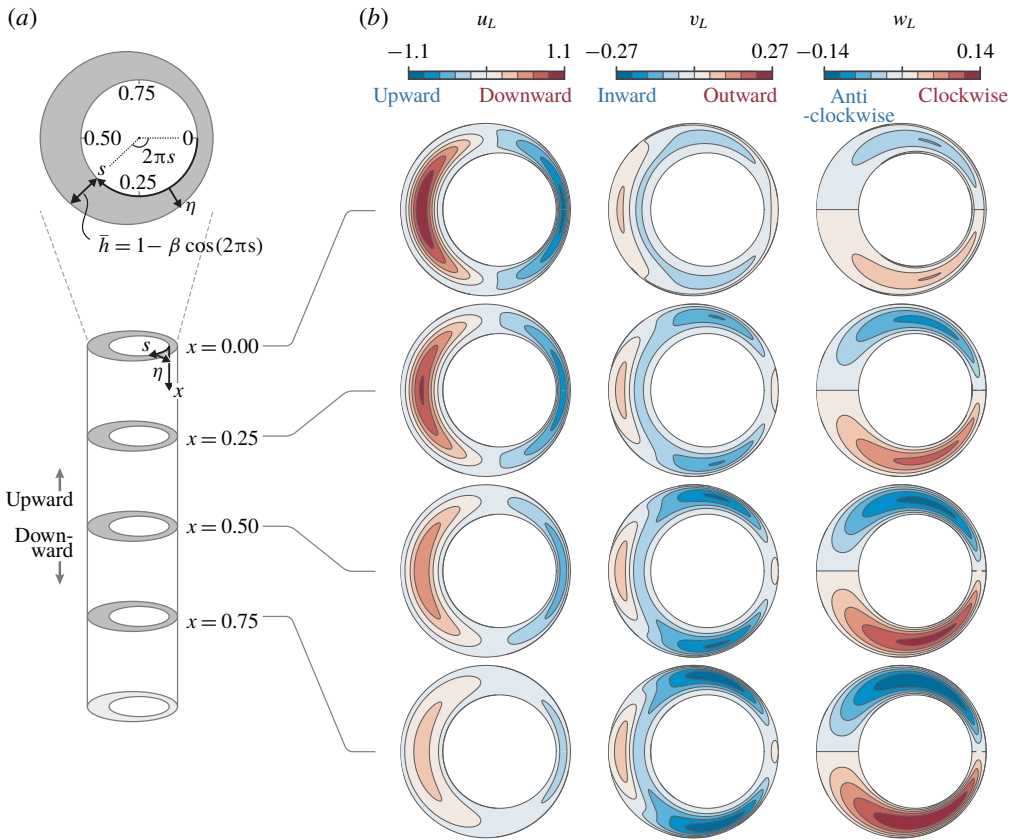 (a)
0.75
0.50
0
2πs
s
0.25
η
h̄ = 1− β cos(2πs)
s
η
x
x = 0.00
x = 0.25
Upward
x = 0.50
Down-
ward
x = 0.75
(b)
u_L
v_L
w_L
−1.1 1.1
−0.27 0.27
−0.14 0.14
Upward Downward
Inward Outward
Anti
-clockwise
Clockwise